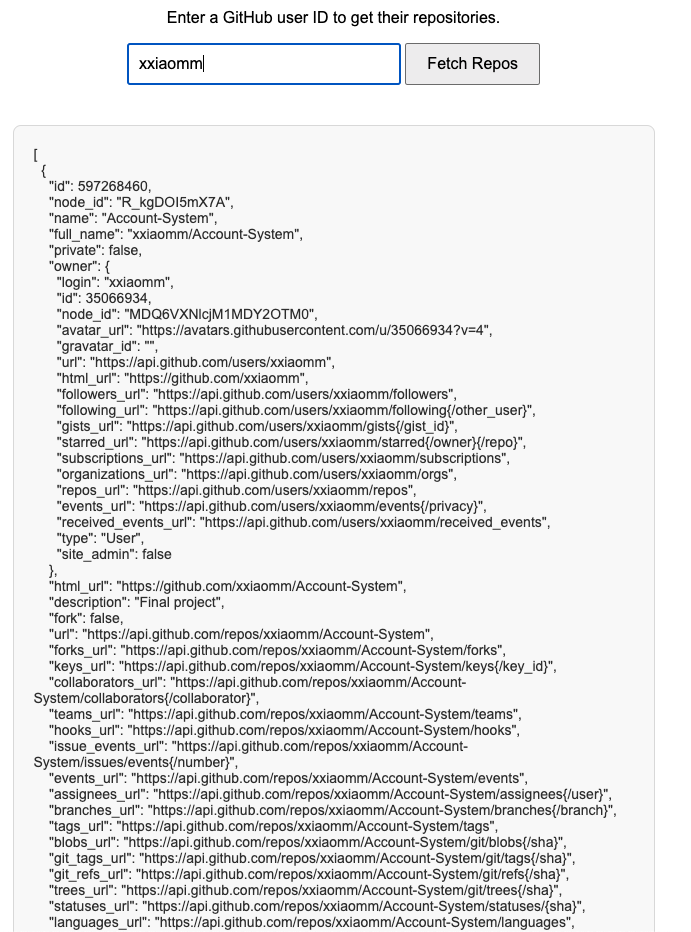 Enter a GitHub user ID to get their repositories.
xxiaomm
Fetch Repos
[
{
"id": 597268460,
"node_id": "R_kgDOI5mX7A",
"name": "Account-System",
"full_name": "xxiaomm/Account-System",
"private": false,
"owner": {
"login": "xxiaomm",
"id": 35066934,
"node_id": "MDQ6VXNlcjM1MDY2OTM0",
"avatar_url": "https://avatars.githubusercontent.com/u/35066934?v=4",
"gravatar_id": "",
"url": "https://api.github.com/users/xxiaomm",
"html_url": "https://github.com/xxiaomm",
"followers_url": "https://api.github.com/users/xxiaomm/followers",
"following_url": "https://api.github.com/users/xxiaomm/following{/other_user}",
"gists_url": "https://api.github.com/users/xxiaomm/gists{/gist_id}",
"starred_url": "https://api.github.com/users/xxiaomm/starred{/owner}{/repo}",
"subscriptions_url": "https://api.github.com/users/xxiaomm/subscriptions",
"organizations_url": "https://api.github.com/users/xxiaomm/orgs",
"repos_url": "https://api.github.com/users/xxiaomm/repos",
"events_url": "https://api.github.com/users/xxiaomm/events{/privacy}",
"received_events_url": "https://api.github.com/users/xxiaomm/received_events",
"type": "User",
"site_admin": false
},
"html_url": "https://github.com/xxiaomm/Account-System",
"description": "Final project",
"fork": false,
"url": "https://api.github.com/repos/xxiaomm/Account-System",
"forks_url": "https://api.github.com/repos/xxiaomm/Account-System/forks",
"keys_url": "https://api.github.com/repos/xxiaomm/Account-System/keys{/key_id}",
"collaborators_url": "https://api.github.com/repos/xxiaomm/Account-
System/collaborators{/collaborator}",
"teams_url": "https://api.github.com/repos/xxiaomm/Account-System/teams",
"hooks_url": "https://api.github.com/repos/xxiaomm/Account-System/hooks",
"issue_events_url": "https://api.github.com/repos/xxiaomm/Account-
System/issues/events{/number}",
"events_url": "https://api.github.com/repos/xxiaomm/Account-System/events",
"assignees_url": "https://api.github.com/repos/xxiaomm/Account-System/assignees{/user}",
"branches_url": "https://api.github.com/repos/xxiaomm/Account-System/branches{/branch}",
"tags_url": "https://api.github.com/repos/xxiaomm/Account-System/tags",
"blobs_url": "https://api.github.com/repos/xxiaomm/Account-System/git/blobs{/sha}",
"git_tags_url": "https://api.github.com/repos/xxiaomm/Account-System/git/tags{/sha}",
"git_refs_url": "https://api.github.com/repos/xxiaomm/Account-System/git/refs{/sha}",
"trees_url": "https://api.github.com/repos/xxiaomm/Account-System/git/trees{/sha}",
"statuses_url": "https://api.github.com/repos/xxiaomm/Account-System/statuses/{sha}",
"languages_url": "https://api.github.com/repos/xxiaomm/Account-System/languages",